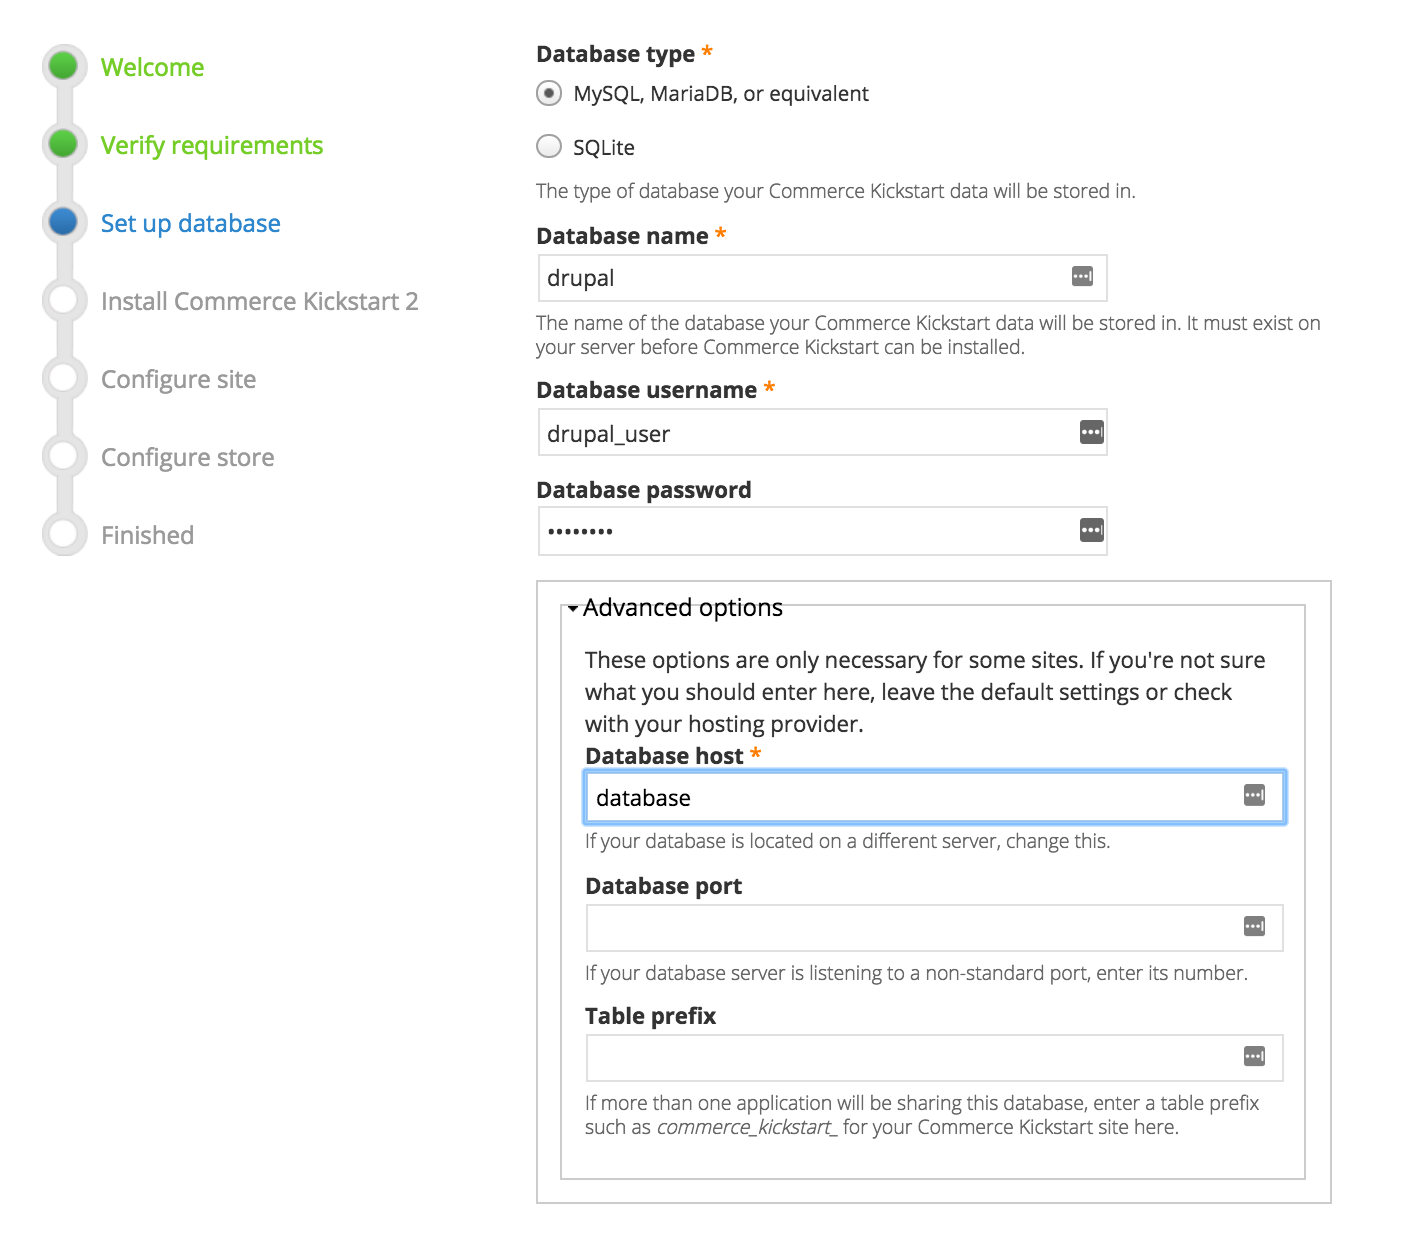 Welcome
Verify requirements
Set up database
Install Commerce Kickstart 2
Configure site
Configure store
Finished
Database type *
MySQL, MariaDB, or equivalent
SQLite
The type of database your Commerce Kickstart data will be stored in.
Database name *
drupal
The name of the database your Commerce Kickstart data will be stored in. It must exist on
your server before Commerce Kickstart can be installed.
Database username *
drupal_user
Database password
••••••••
Advanced options
These options are only necessary for some sites. If you're not sure
what you should enter here, leave the default settings or check
with your hosting provider.
Database host *
database
If your database is located on a different server, change this.
Database port
If your database server is listening to a non-standard port, enter its number.
Table prefix
If more than one application will be sharing this database, enter a table prefix
such as commerce_kickstart_ for your Commerce Kickstart site here.